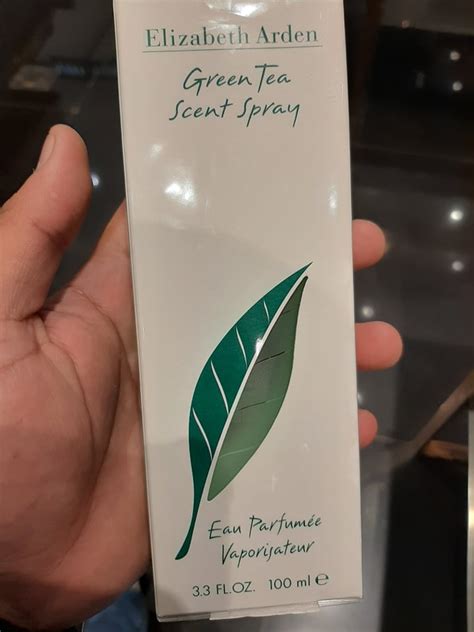 Elizabeth Arden
Green Tea
Scent Spray
Eau Parfumée
Vaporisateur
3.3 FL.OZ. 100 ml ℮